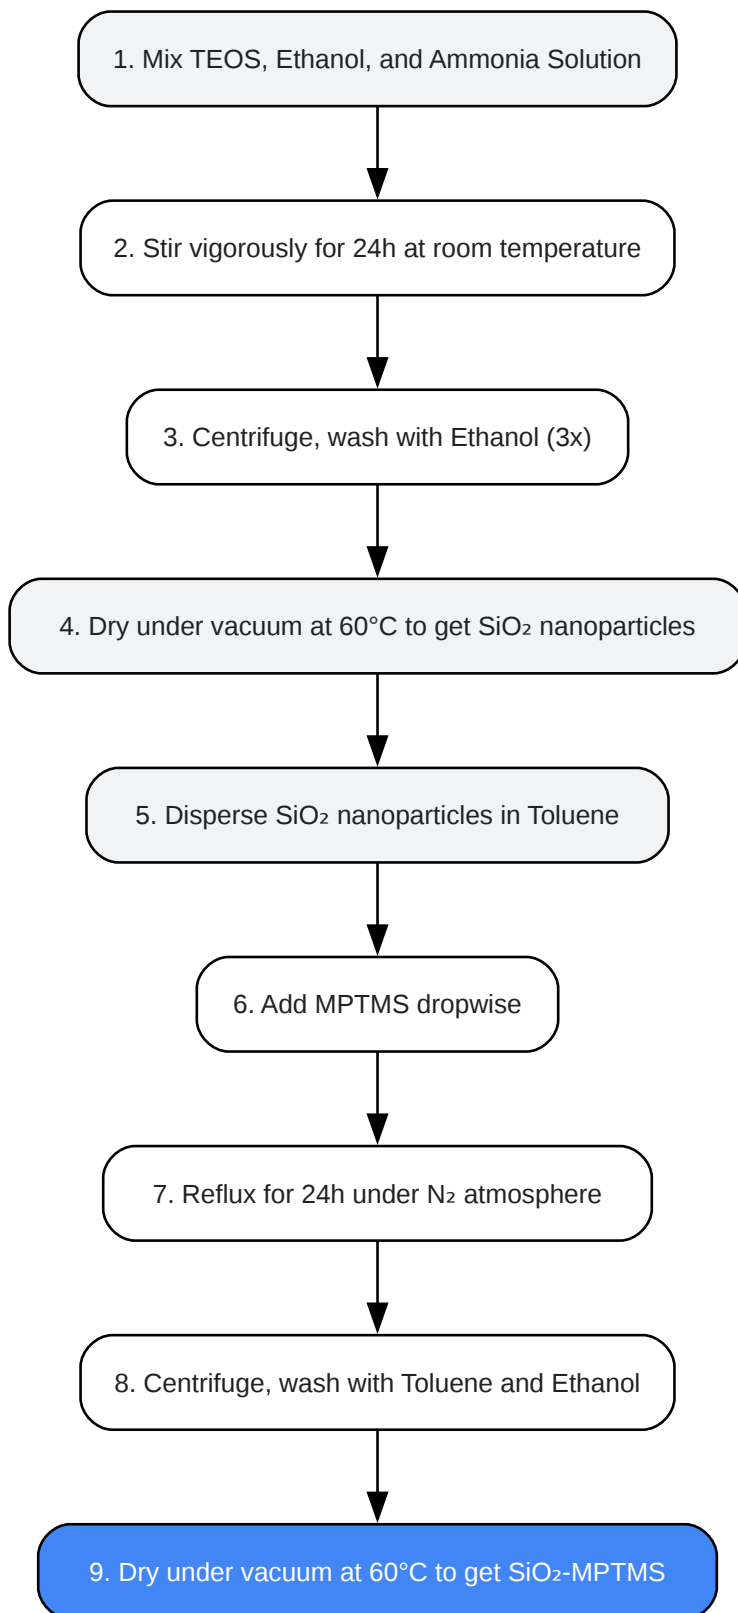 1. Mix TEOS, Ethanol, and Ammonia Solution
2. Stir vigorously for 24h at room temperature
3. Centrifuge, wash with Ethanol (3x)
4. Dry under vacuum at 60°C to get SiO₂ nanoparticles
5. Disperse SiO₂ nanoparticles in Toluene
6. Add MPTMS dropwise
7. Reflux for 24h under N₂ atmosphere
8. Centrifuge, wash with Toluene and Ethanol
9. Dry under vacuum at 60°C to get SiO₂-MPTMS